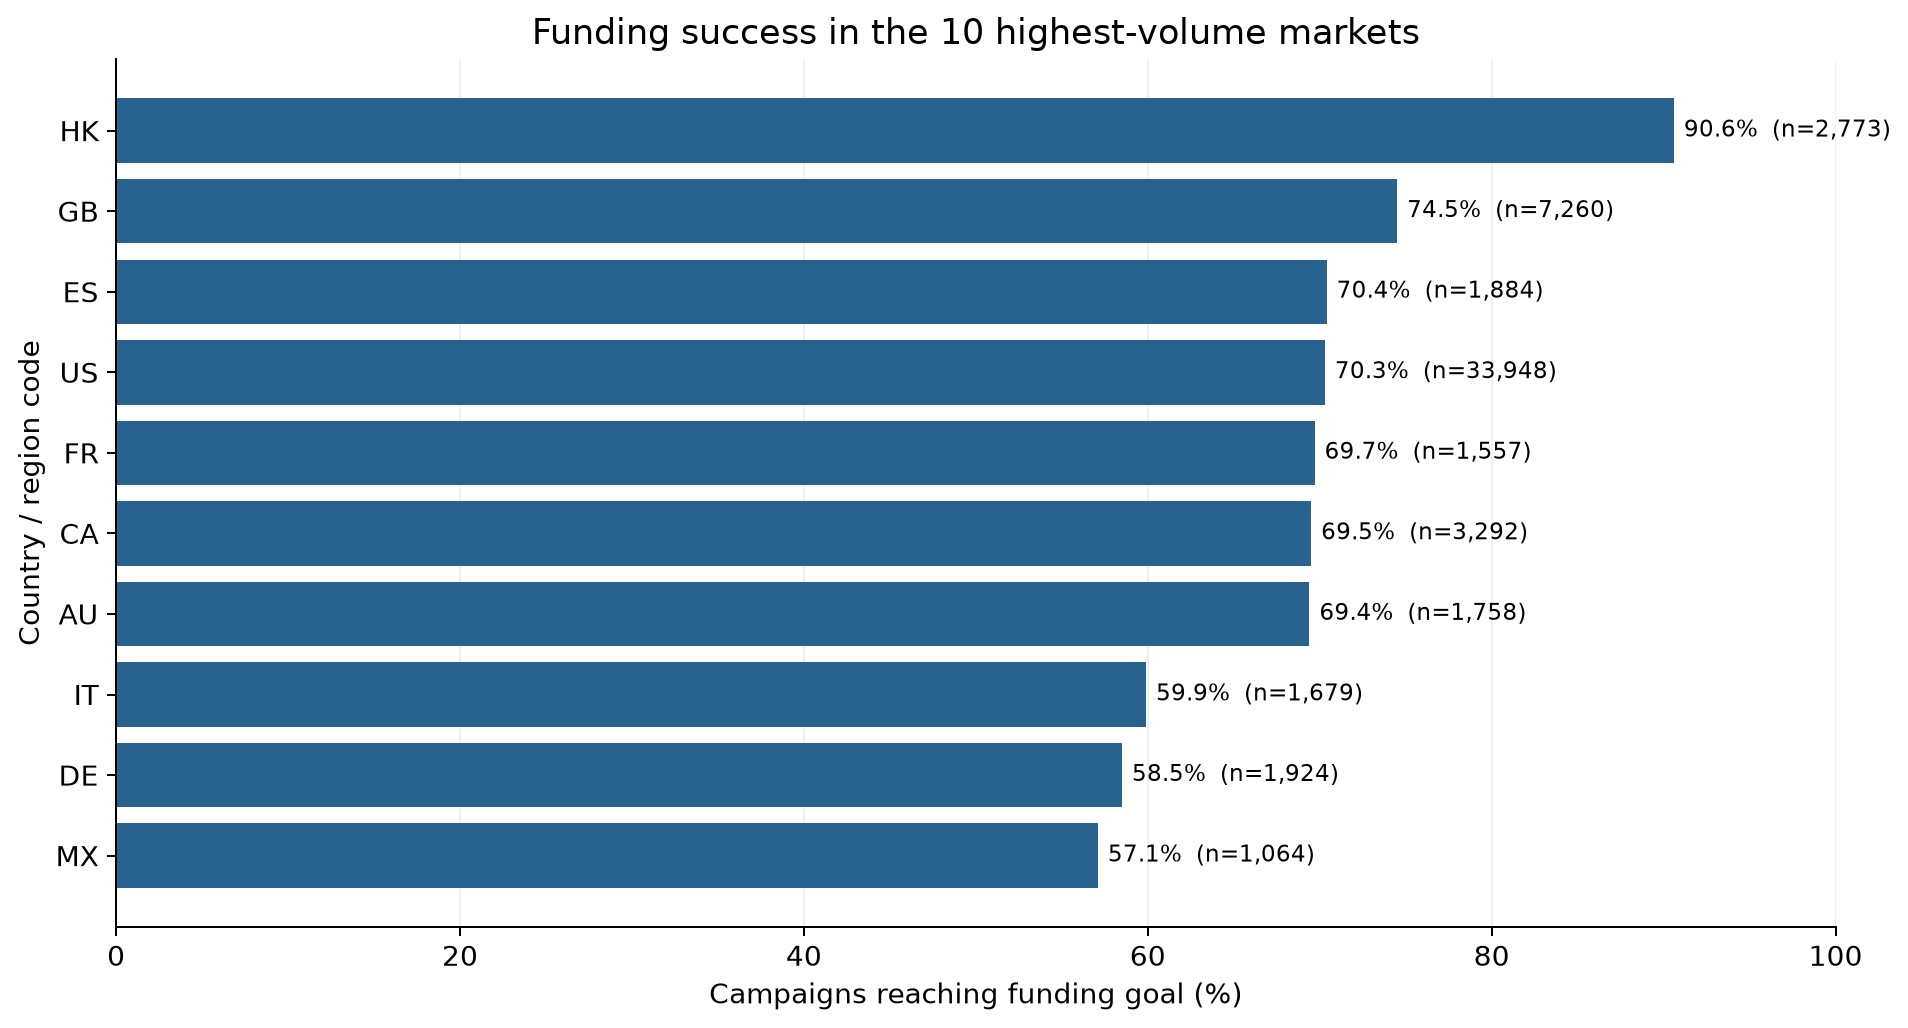 Funding success in the 10 highest-volume markets
Country / region code
HK 90.6% (n=2,773)
GB 74.5% (n=7,260)
ES 70.4% (n=1,884)
US 70.3% (n=33,948)
FR 69.7% (n=1,557)
CA 69.5% (n=3,292)
AU 69.4% (n=1,758)
IT 59.9% (n=1,679)
DE 58.5% (n=1,924)
MX 57.1% (n=1,064)
0 20 40 60 80 100
Campaigns reaching funding goal (%)